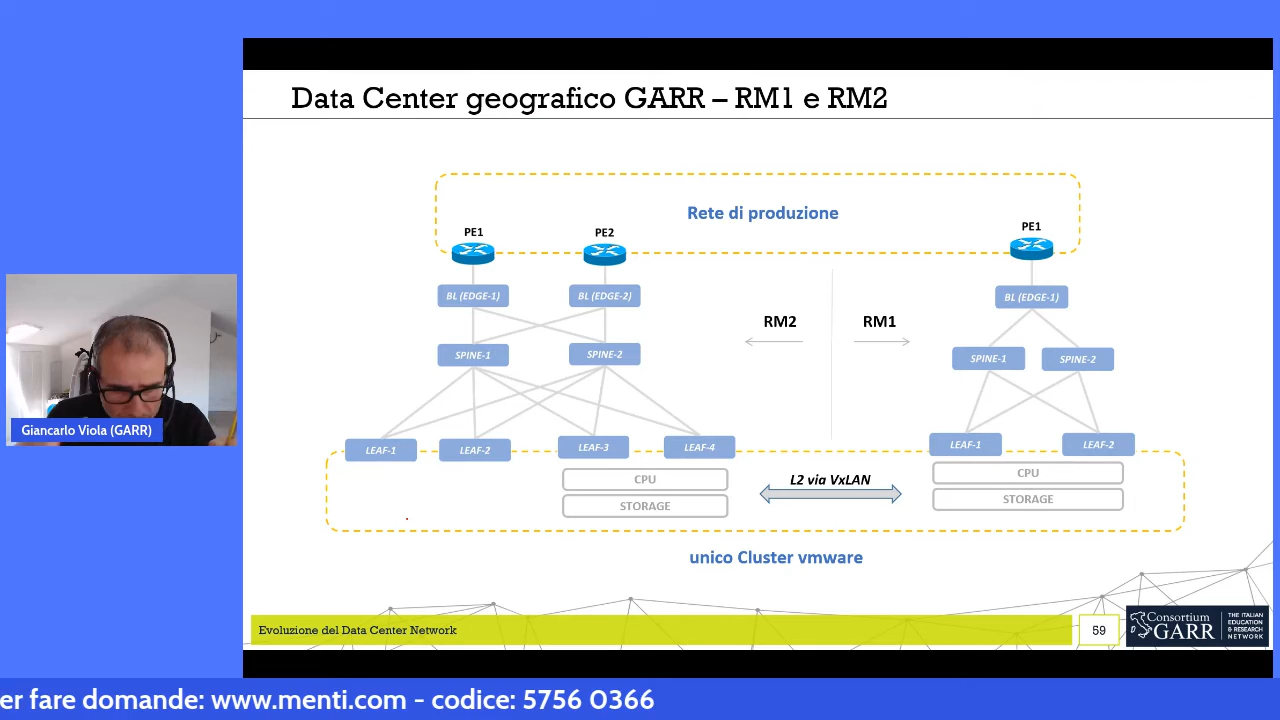 Data Center geografico GARR – RM1 e RM2
Rete di produzione
PE1
PE2
PE1
BL (EDGE-1)
BL (EDGE-2)
BL (EDGE-1)
RM2
RM1
SPINE-1
SPINE-2
SPINE-1
SPINE-2
LEAF-1
LEAF-2
LEAF-3
LEAF-4
LEAF-1
LEAF-2
CPU
STORAGE
L2 via VxLAN
CPU
STORAGE
unico Cluster vmware
Giancarlo Viola (GARR)
Evoluzione del Data Center Network
59
Consortium
GARR
THE ITALIAN
EDUCATION
& RESEARCH
NETWORK
er fare domande: www.menti.com - codice: 5756 0366